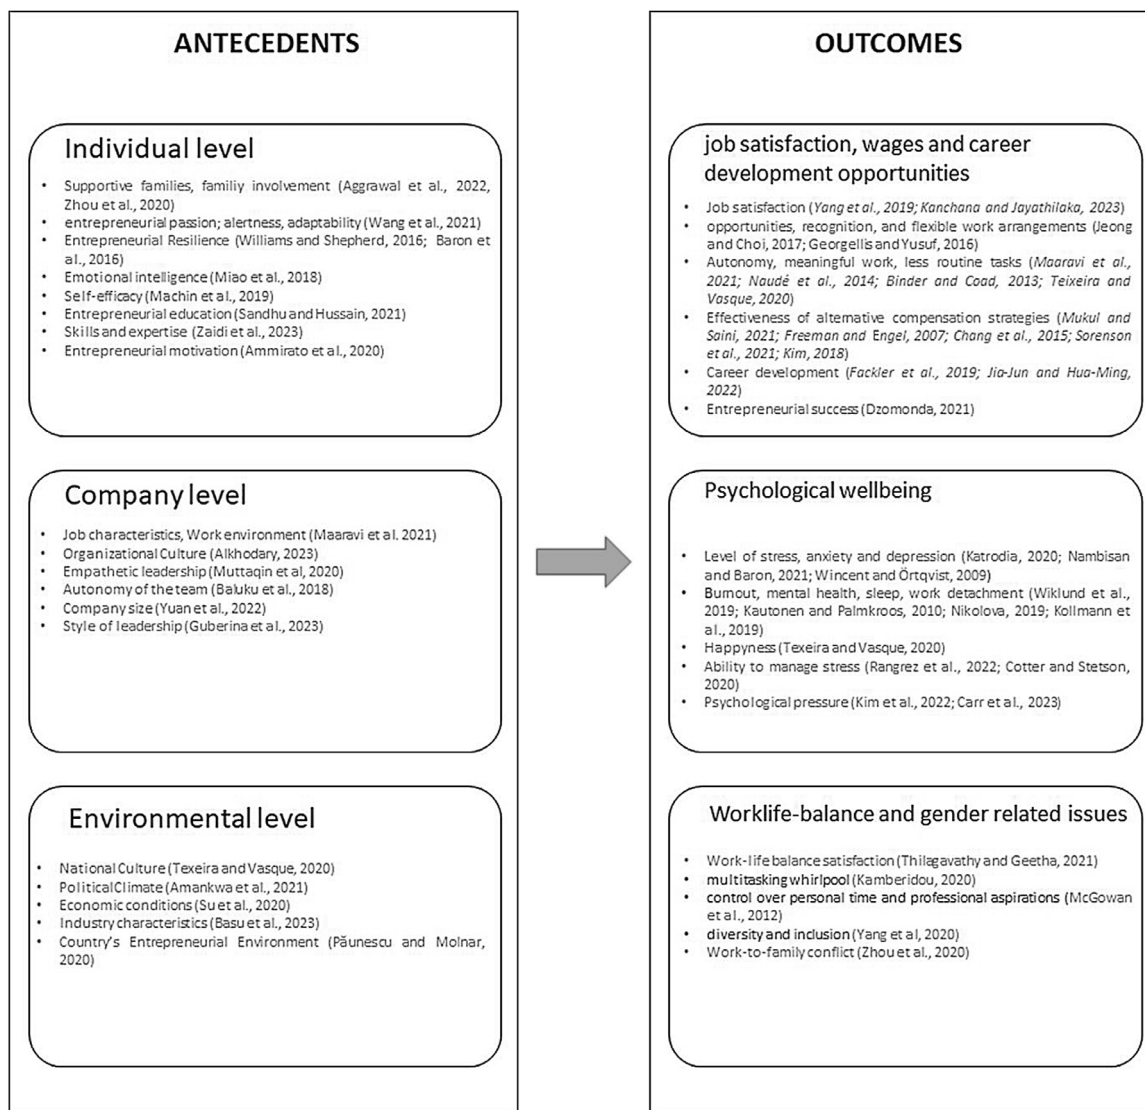 ANTECEDENTS
Individual level
• Supportive families, familiy involvement (Aggrawal et al., 2022,
Zhou et al., 2020)
• entrepreneurial passion; alertness, adaptability (Wang et al., 2021)
• Entrepreneurial Resilience (Williams and Shepherd, 2016; Baron et
al., 2016)
• Emotional intelligence (Miao et al., 2018)
• Self-efficacy (Machin et al., 2019)
• Entrepreneurial education (Sandhu and Hussain, 2021)
• Skills and expertise (Zaidi et al., 2023)
• Entrepreneurial motivation (Ammirato et al., 2020)
Company level
• Job characteristics, Work environment (Maaravi et al. 2021)
• Organizational Culture (Alkhodary, 2023)
• Empathetic leadership (Muttaqin et al, 2020)
• Autonomy of the team (Baluku et al., 2018)
• Company size (Yuan et al., 2022)
• Style of leadership (Guberina et al., 2023)
Environmental level
• National Culture (Texeira and Vasque, 2020)
• Political Climate (Amankwa et al., 2021)
• Economic conditions (Su et al., 2020)
• Industry characteristics (Basu et al., 2023)
• Country's Entrepreneurial Environment (Păunescu and Molnar,
2020)
OUTCOMES
job satisfaction, wages and career
development opportunities
• Job satisfaction (Yang et al., 2019; Kanchana and Jayathilaka, 2023)
• opportunities, recognition, and flexible work arrangements (Jeong
and Choi, 2017; Georgellis and Yusuf, 2016)
• Autonomy, meaningful work, less routine tasks (Maaravi et al.,
2021; Naudé et al., 2014; Binder and Coad, 2013; Teixeira and
Vasque, 2020)
• Effectiveness of alternative compensation strategies (Mukul and
Saini, 2021; Freeman and Engel, 2007; Chang et al., 2015; Sorenson
et al., 2021; Kim, 2018)
• Career development (Fackler et al., 2019; Jia-Jun and Hua-Ming,
2022)
• Entrepreneurial success (Dzomonda, 2021)
Psychological wellbeing
• Level of stress, anxiety and depression (Katrodia, 2020; Nambisan
and Baron, 2021; Wincent and Örtqvist, 2009)
• Burnout, mental health, sleep, work detachment (Wiklund et al.,
2019; Kautonen and Palmkroos, 2010; Nikolova, 2019; Kollmann et
al., 2019)
• Happyness (Texeira and Vasque, 2020)
• Ability to manage stress (Rangrez et al., 2022; Cotter and Stetson,
2020)
• Psychological pressure (Kim et al., 2022; Carr et al., 2023)
Worklife-balance and gender related issues
• Work-life balance satisfaction (Thilagavathy and Geetha, 2021)
• multitasking whirlpool (Kamberidou, 2020)
• control over personal time and professional aspirations (McGowan
et al., 2012)
• diversity and inclusion (Yang et al, 2020)
• Work-to-family conflict (Zhou et al., 2020)